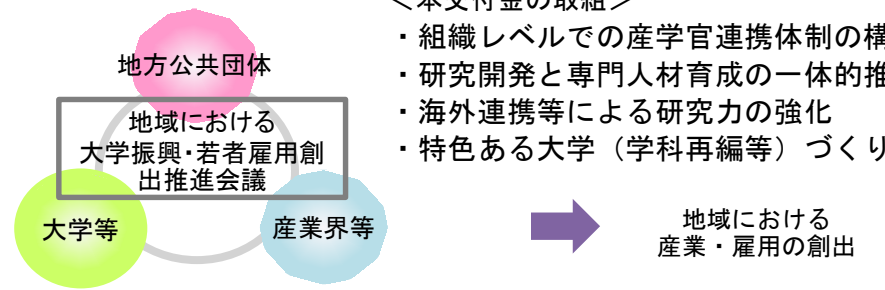 ＜本交付金の取組＞
・組織レベルでの産学官連携体制の構
・研究開発と専門人材育成の一体的推
・海外連携等による研究力の強化
・特色ある大学（学科再編等）づくり
地方公共団体
地域における
大学振興・若者雇用創
出推進会議
大学等
産業界等
地域における
産業・雇用の創出